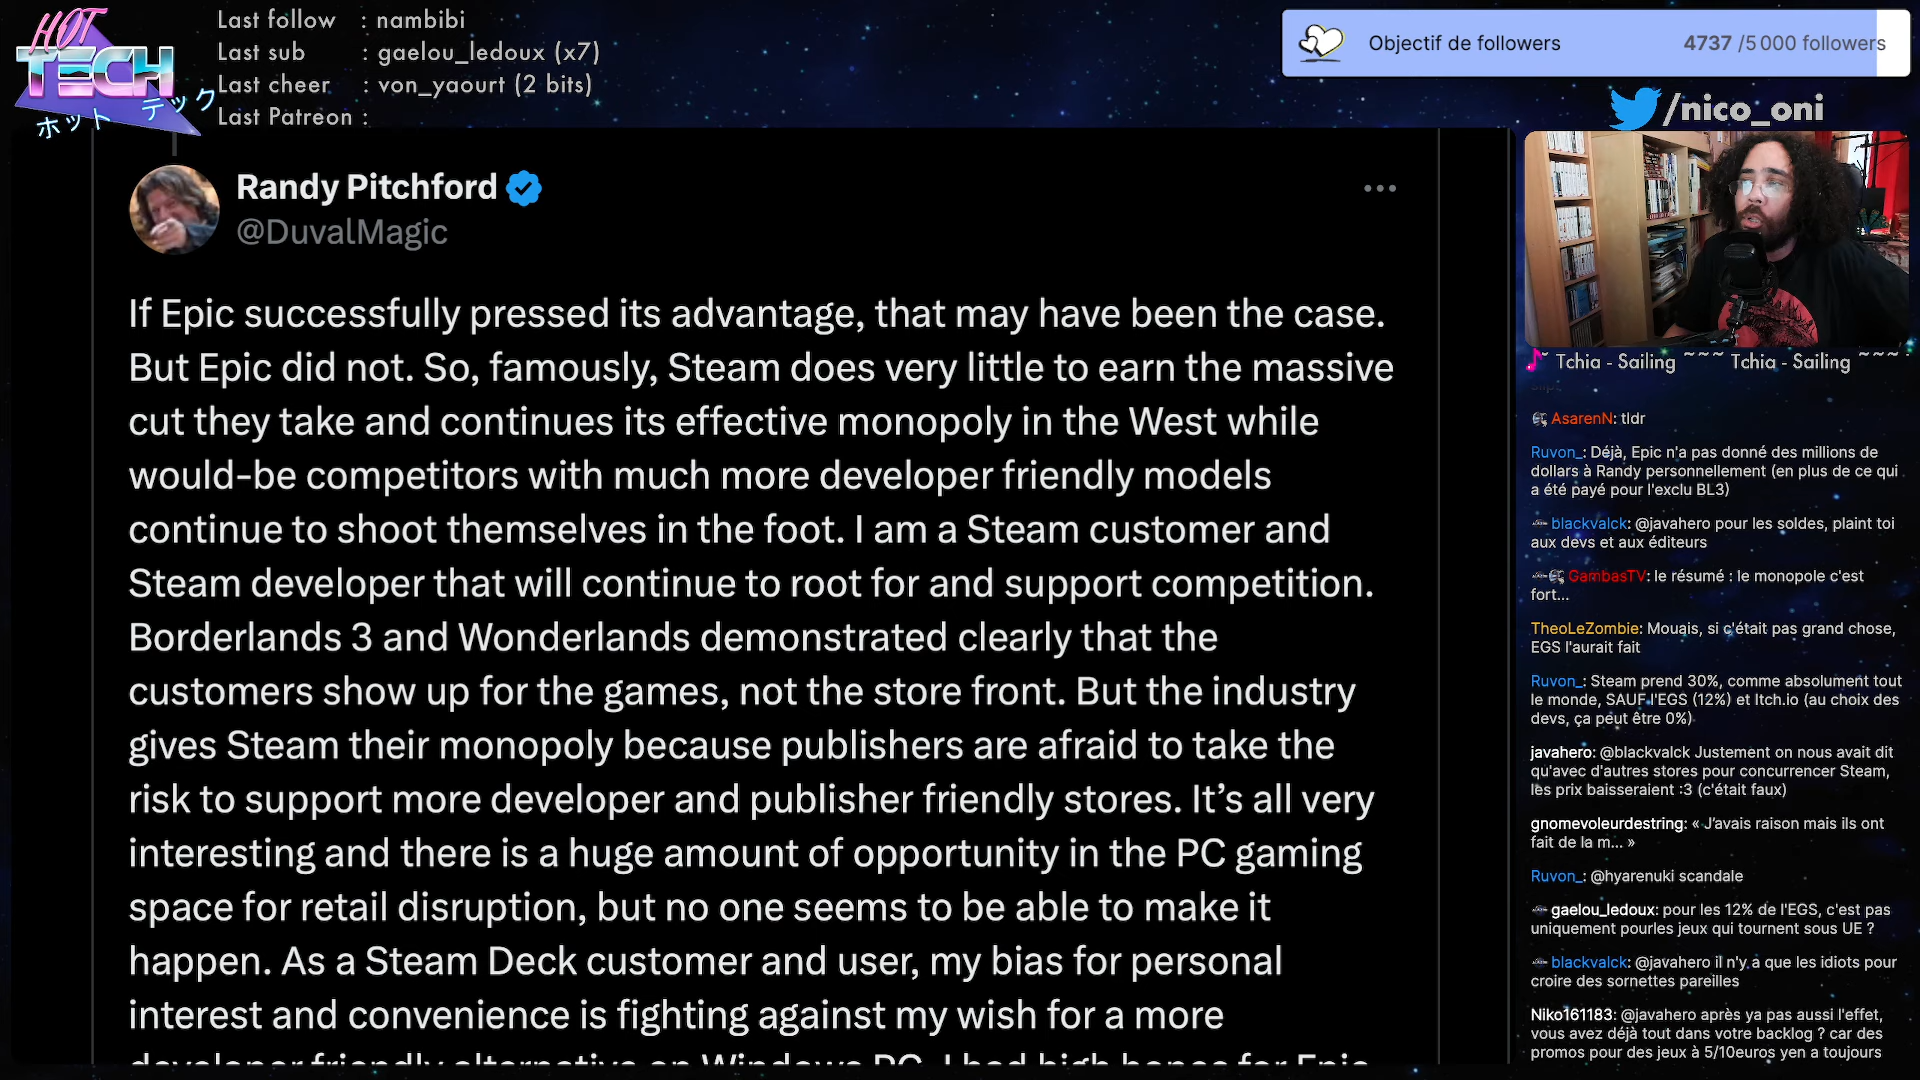 HOT
TECH
ホット テック
Last follow : nambibi
Last sub : gaelou_ledoux (x7)
Last cheer : von_yaourt (2 bits)
Last Patreon :
Objectif de followers 4737 /5 000 followers
/nico_oni
Randy Pitchford
@DuvalMagic
If Epic successfully pressed its advantage, that may have been the case.
But Epic did not. So, famously, Steam does very little to earn the massive
cut they take and continues its effective monopoly in the West while
would-be competitors with much more developer friendly models
continue to shoot themselves in the foot. I am a Steam customer and
Steam developer that will continue to root for and support competition.
Borderlands 3 and Wonderlands demonstrated clearly that the
customers show up for the games, not the store front. But the industry
gives Steam their monopoly because publishers are afraid to take the
risk to support more developer and publisher friendly stores. It’s all very
interesting and there is a huge amount of opportunity in the PC gaming
space for retail disruption, but no one seems to be able to make it
happen. As a Steam Deck customer and user, my bias for personal
interest and convenience is fighting against my wish for a more
developer friendly alternative on Windows PC. I had high hopes for Epic
~ Tchia - Sailing ~~~ Tchia - Sailing ~~~
AsarenN: tldr
Ruvon_: Déjà, Epic n'a pas donné des millions de
dollars à Randy personnellement (en plus de ce qui
a été payé pour l'exclu BL3)
blackvalck: @javahero pour les soldes, plaint toi
aux devs et aux éditeurs
GambasTV: le résumé : le monopole c'est
fort...
TheoLeZombie: Mouais, si c'était pas grand chose,
EGS l'aurait fait
Ruvon_: Steam prend 30%, comme absolument tout
le monde, SAUF l'EGS (12%) et Itch.io (au choix des
devs, ça peut être 0%)
javahero: @blackvalck Justement on nous avait dit
qu'avec d'autres stores pour concurrencer Steam,
les prix baisseraient :3 (c'était faux)
gnomevoleurdestring: « J'avais raison mais ils ont
fait de la m... »
Ruvon_: @hyarenuki scandale
gaelou_ledoux: pour les 12% de l'EGS, c'est pas
uniquement pourles jeux qui tournent sous UE ?
blackvalck: @javahero il n'y a que les idiots pour
croire des sornettes pareilles
Niko161183: @javahero après ya pas aussi l'effet,
vous avez déjà tout dans votre backlog ? car des
promos pour des jeux à 5/10euros yen a toujours